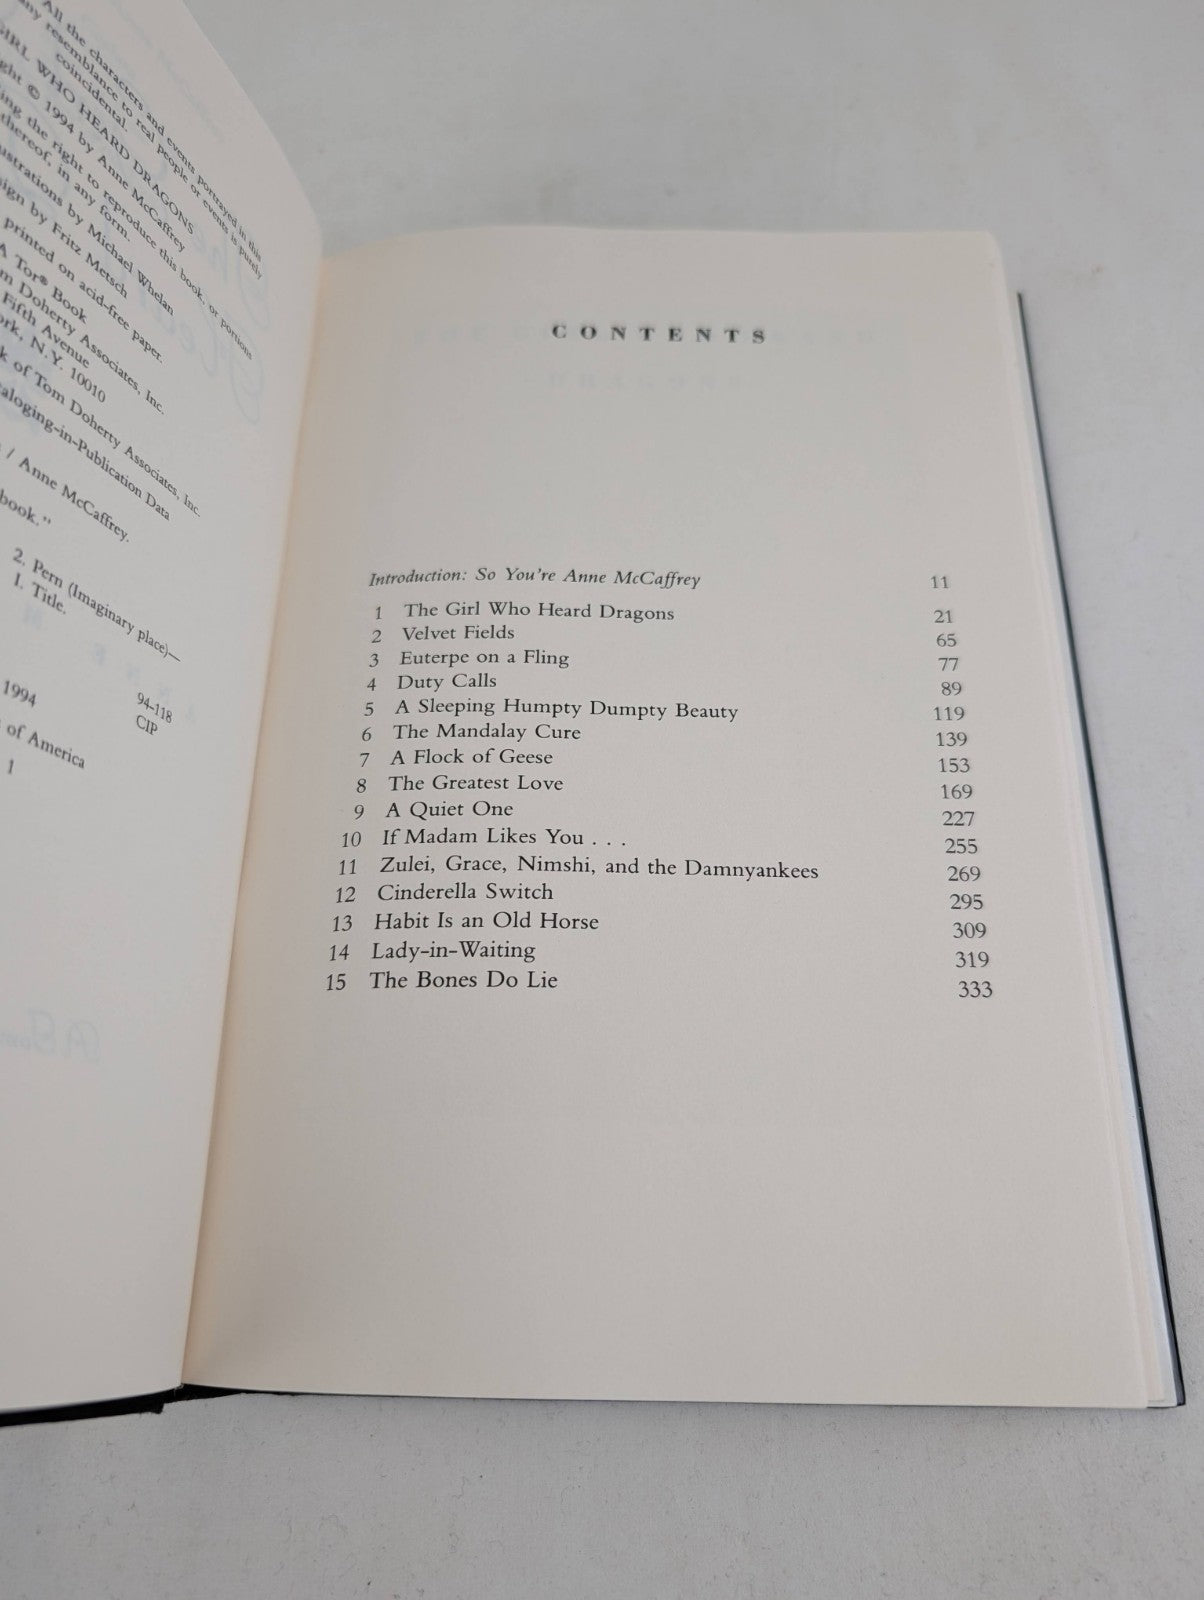 All the characters and events portrayed in this
any resemblance to real people or events is purely
coincidental.
GIRL WHO HEARD DRAGONS
© 1994 by Anne McCaffrey
the right to reproduce this book, or portions
thereof, in any form.
by Michael Whelan
by Fritz Metsch
printed on acid-free paper.
A Tor® Book
Doherty Associates, Inc.
Fifth Avenue
N.Y. 10010
of Tom Doherty Associates, Inc.
Cataloging-in-Publication Data
/ Anne McCaffrey.
book."
2. Pern (Imaginary place)—
I. Title.
1994
94-118
CIP
of America
1
CONTENTS
Introduction: So You're Anne McCaffrey 11
1 The Girl Who Heard Dragons 21
2 Velvet Fields 65
3 Euterpe on a Fling 77
4 Duty Calls 89
5 A Sleeping Humpty Dumpty Beauty 119
6 The Mandalay Cure 139
7 A Flock of Geese 153
8 The Greatest Love 169
9 A Quiet One 227
10 If Madam Likes You . . . 255
11 Zulei, Grace, Nimshi, and the Damnyankees 269
12 Cinderella Switch 295
13 Habit Is an Old Horse 309
14 Lady-in-Waiting 319
15 The Bones Do Lie 333